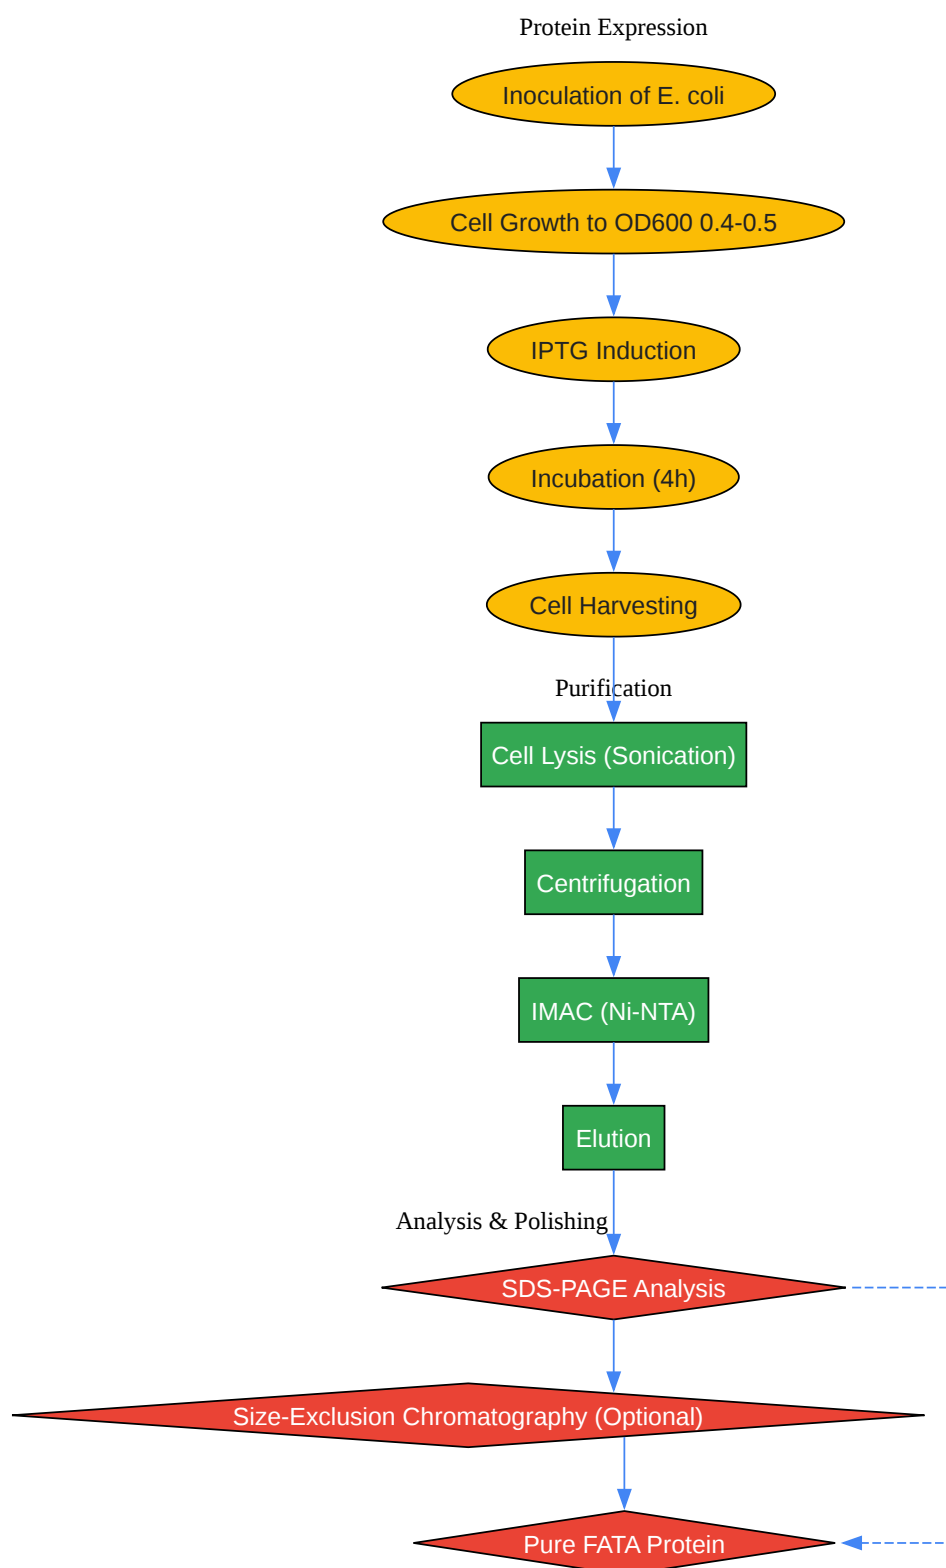 Protein Expression
Inoculation of E. coli
Cell Growth to OD600 0.4-0.5
IPTG Induction
Incubation (4h)
Cell Harvesting
Purification
Cell Lysis (Sonication)
Centrifugation
IMAC (Ni-NTA)
Elution
Analysis & Polishing
SDS-PAGE Analysis
Size-Exclusion Chromatography (Optional)
Pure FATA Protein